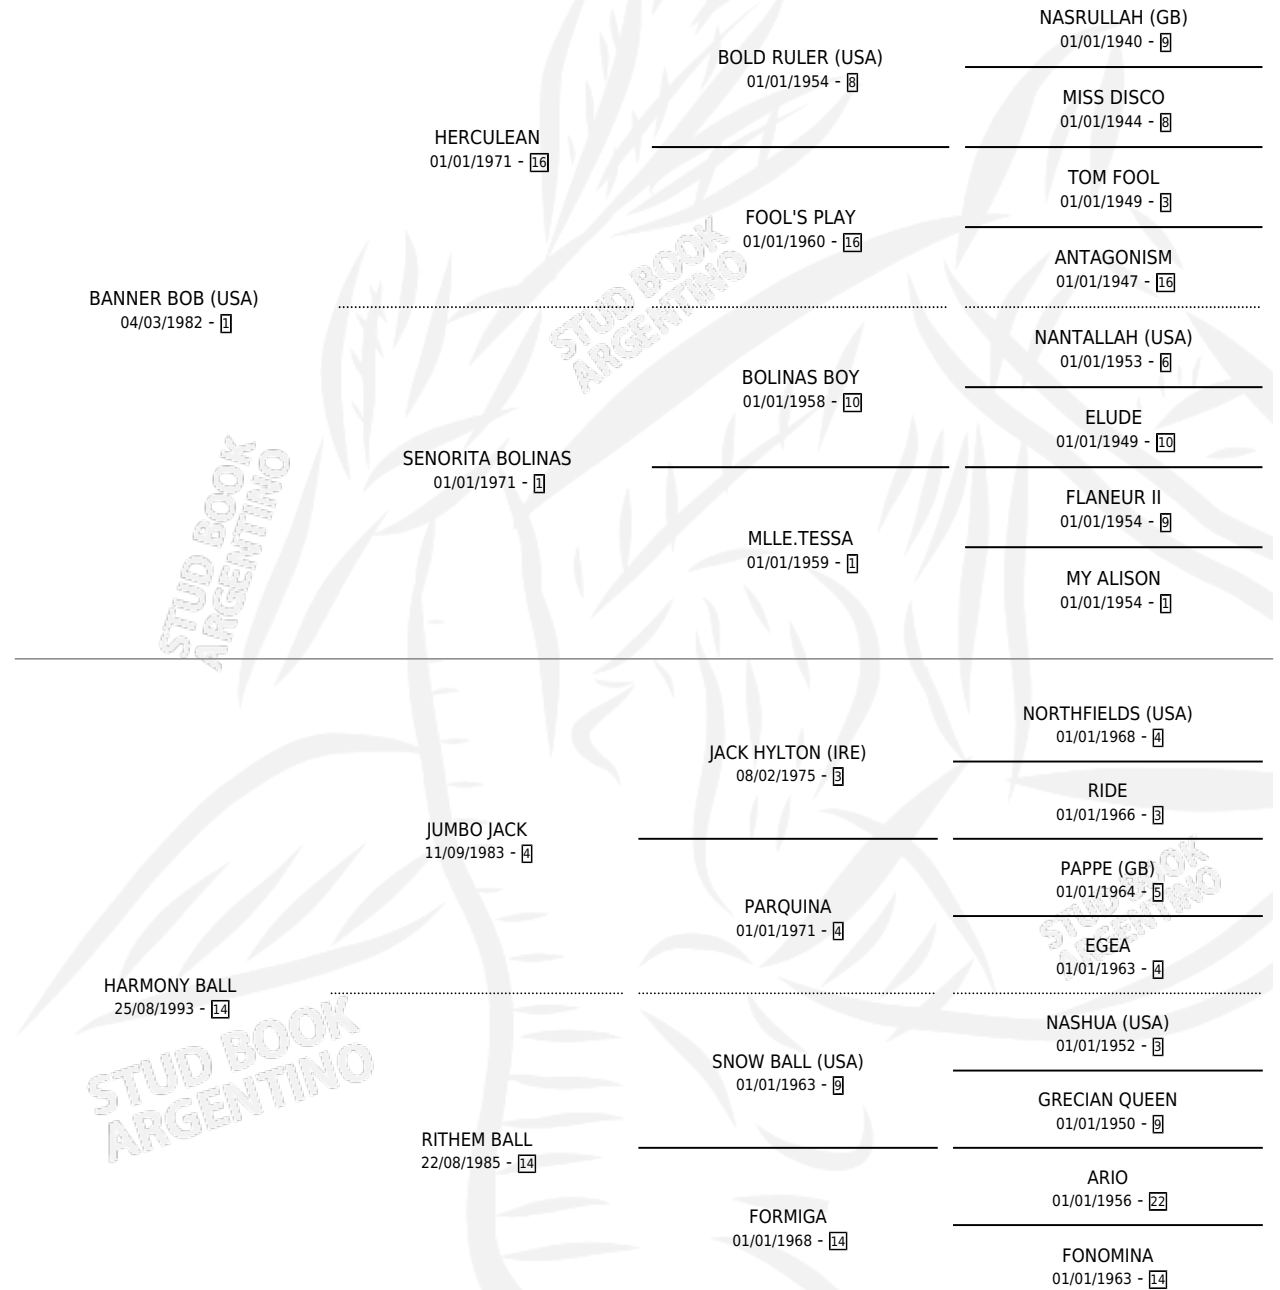 NASRULLAH (GB)
01/01/1940 - 9
BOLD RULER (USA)
01/01/1954 - 8
MISS DISCO
01/01/1944 - 8
HERCULEAN
01/01/1971 - 16
TOM FOOL
01/01/1949 - 3
FOOL'S PLAY
01/01/1960 - 16
ANTAGONISM
01/01/1947 - 16
BANNER BOB (USA)
04/03/1982 - 1
STUD BOOK
ARGENTINO
NANTALLAH (USA)
01/01/1953 - 6
BOLINAS BOY
01/01/1958 - 10
ELUDE
01/01/1949 - 10
SENORITA BOLINAS
01/01/1971 - 1
FLANEUR II
01/01/1954 - 9
MLLE.TESSA
01/01/1959 - 1
MY ALISON
01/01/1954 - 1
STUD BOOK
ARGENTINO
NORTHFIELDS (USA)
01/01/1968 - 4
JACK HYLTON (IRE)
08/02/1975 - 3
RIDE
01/01/1966 - 3
JUMBO JACK
11/09/1983 - 4
PAPPE (GB)
01/01/1964 - 5
PARQUINA
01/01/1971 - 4
EGEA
01/01/1963 - 4
STUD BOOK
ARGENTINO
HARMONY BALL
25/08/1993 - 14
NASHUA (USA)
01/01/1952 - 3
SNOW BALL (USA)
01/01/1963 - 9
GRECIAN QUEEN
01/01/1950 - 9
RITHEM BALL
22/08/1985 - 14
ARIO
01/01/1956 - 22
FORMIGA
01/01/1968 - 14
FONOMINA
01/01/1963 - 14
STUD BOOK
ARGENTINO